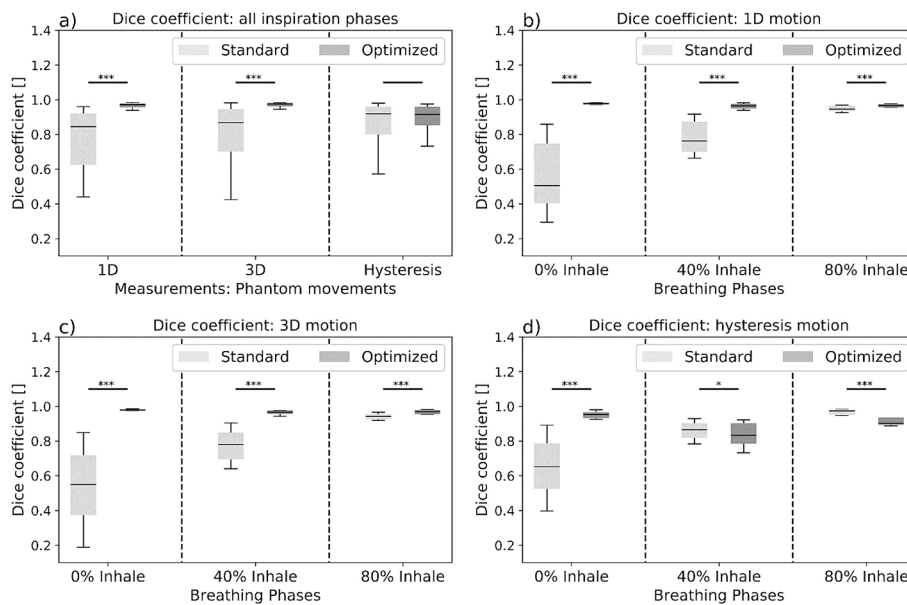 a) Dice coefficient: all inspiration phases
Standard Optimized
*** ***
Dice coefficient []
1.4
1.2
1.0
0.8
0.6
0.4
0.2
1D 3D Hysteresis
Measurements: Phantom movements
b) Dice coefficient: 1D motion
Standard Optimized
*** *** ***
Dice coefficient []
1.4
1.2
1.0
0.8
0.6
0.4
0.2
0% Inhale 40% Inhale 80% Inhale
Breathing Phases
c) Dice coefficient: 3D motion
Standard Optimized
*** *** ***
Dice coefficient []
1.4
1.2
1.0
0.8
0.6
0.4
0.2
0% Inhale 40% Inhale 80% Inhale
Breathing Phases
d) Dice coefficient: hysteresis motion
Standard Optimized
*** * ***
Dice coefficient []
1.4
1.2
1.0
0.8
0.6
0.4
0.2
0% Inhale 40% Inhale 80% Inhale
Breathing Phases